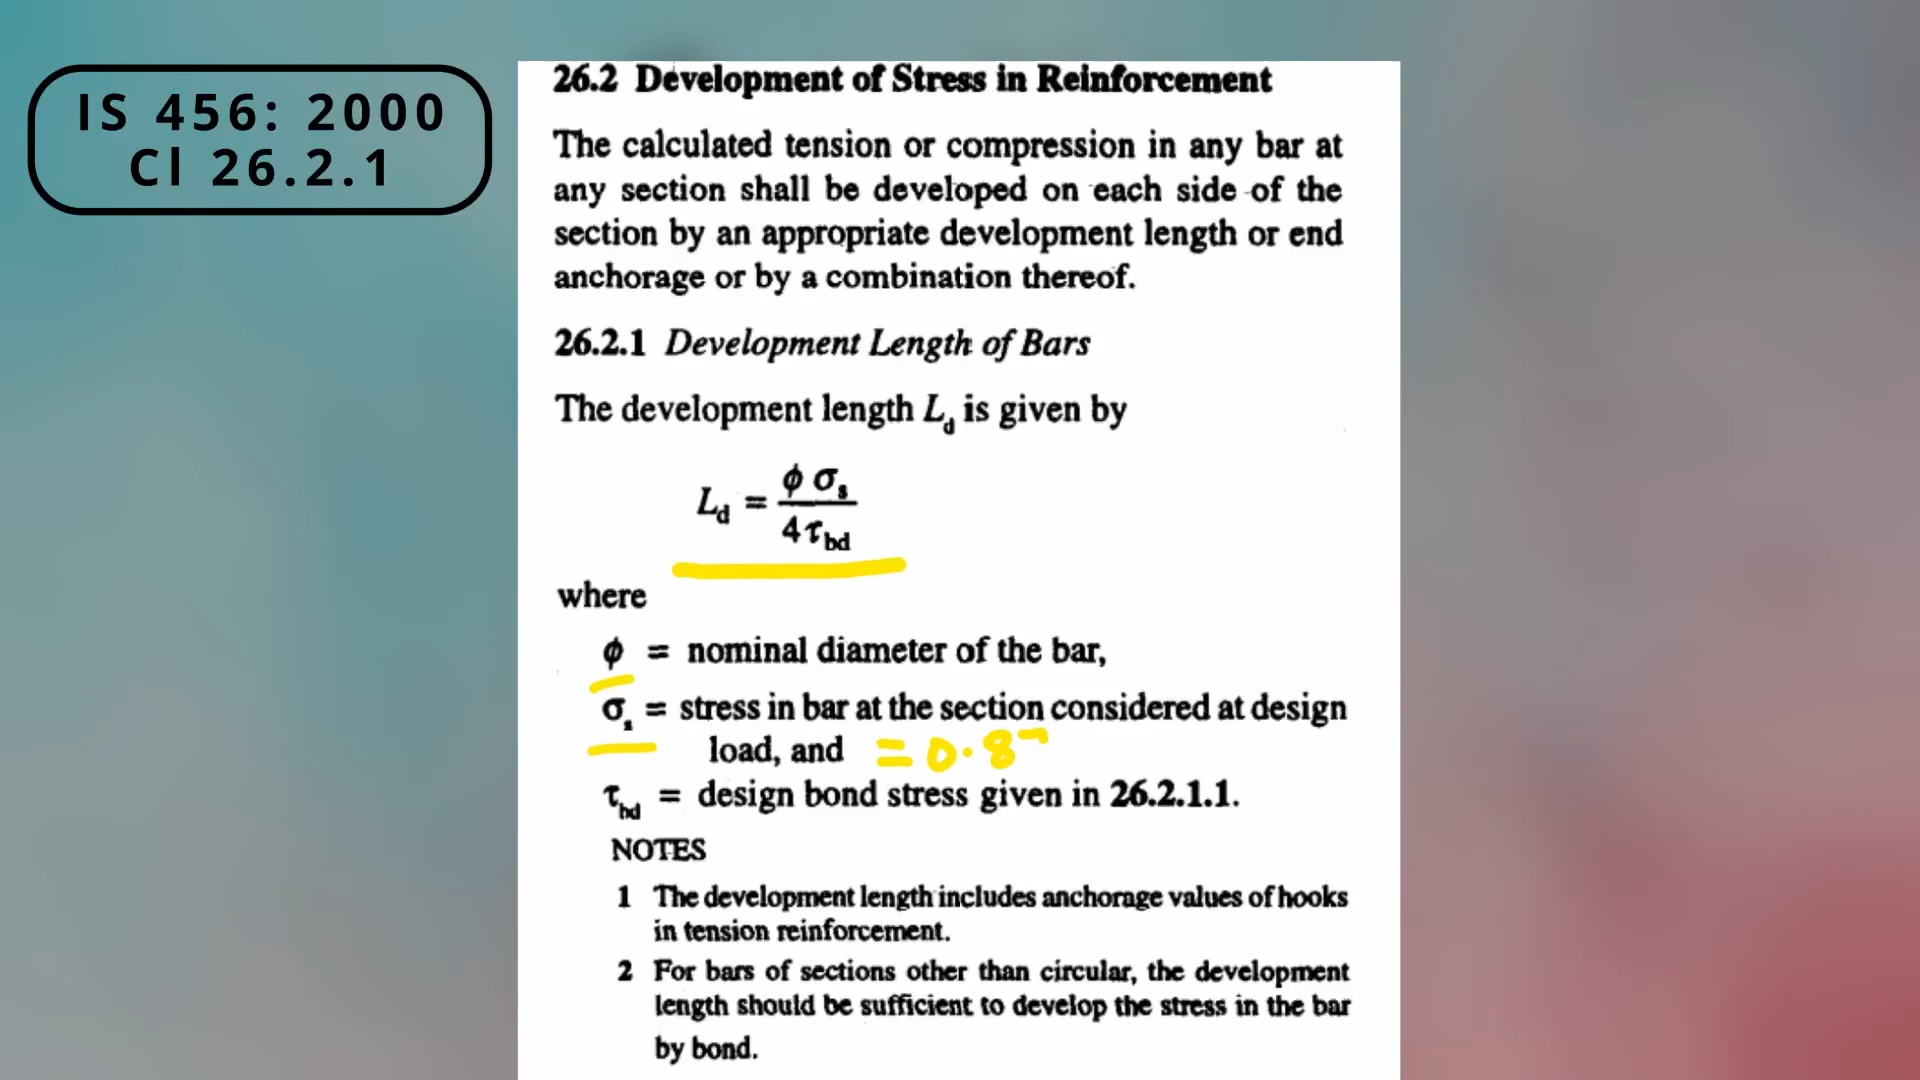 IS 456: 2000
Cl 26.2.1
26.2 Development of Stress in Reinforcement
The calculated tension or compression in any bar at
any section shall be developed on each side of the
section by an appropriate development length or end
anchorage or by a combination thereof.
26.2.1 Development Length of Bars
The development length L_d is given by
L_d = ϕ σ_s / 4τ_bd
where
ϕ = nominal diameter of the bar,
σ_s = stress in bar at the section considered at design
load, and = 0.8
τ_bd = design bond stress given in 26.2.1.1.
NOTES
1 The development length includes anchorage values of hooks
in tension reinforcement.
2 For bars of sections other than circular, the development
length should be sufficient to develop the stress in the bar
by bond.